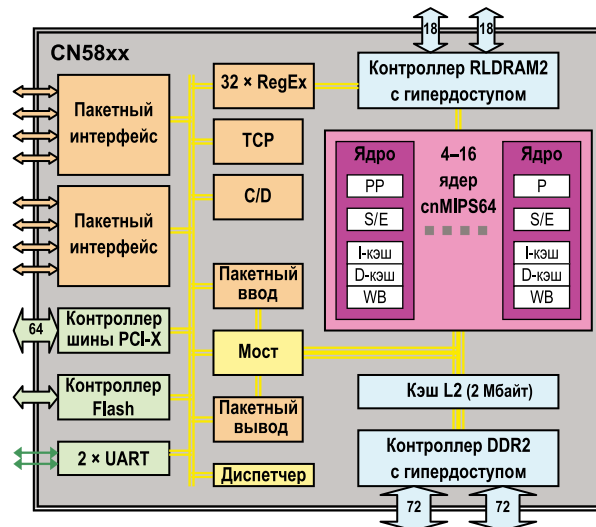 18
18
CN58xx
Пакетный
интерфейс
32 × RegEx
Контроллер RLDRAM2
с гипердоступом
TCP
C/D
Ядро
PP
S/E
I-кэш
D-кэш
WB
4–16
ядер
cnMIPS64
Ядро
P
S/E
I-кэш
D-кэш
WB
Пакетный
интерфейс
Пакетный
ввод
64
Контроллер
шины PCI-X
Мост
Контроллер
Flash
Кэш L2 (2 Мбайт)
Пакетный
вывод
2 × UART
Контроллер DDR2
с гипердоступом
Диспетчер
72
72